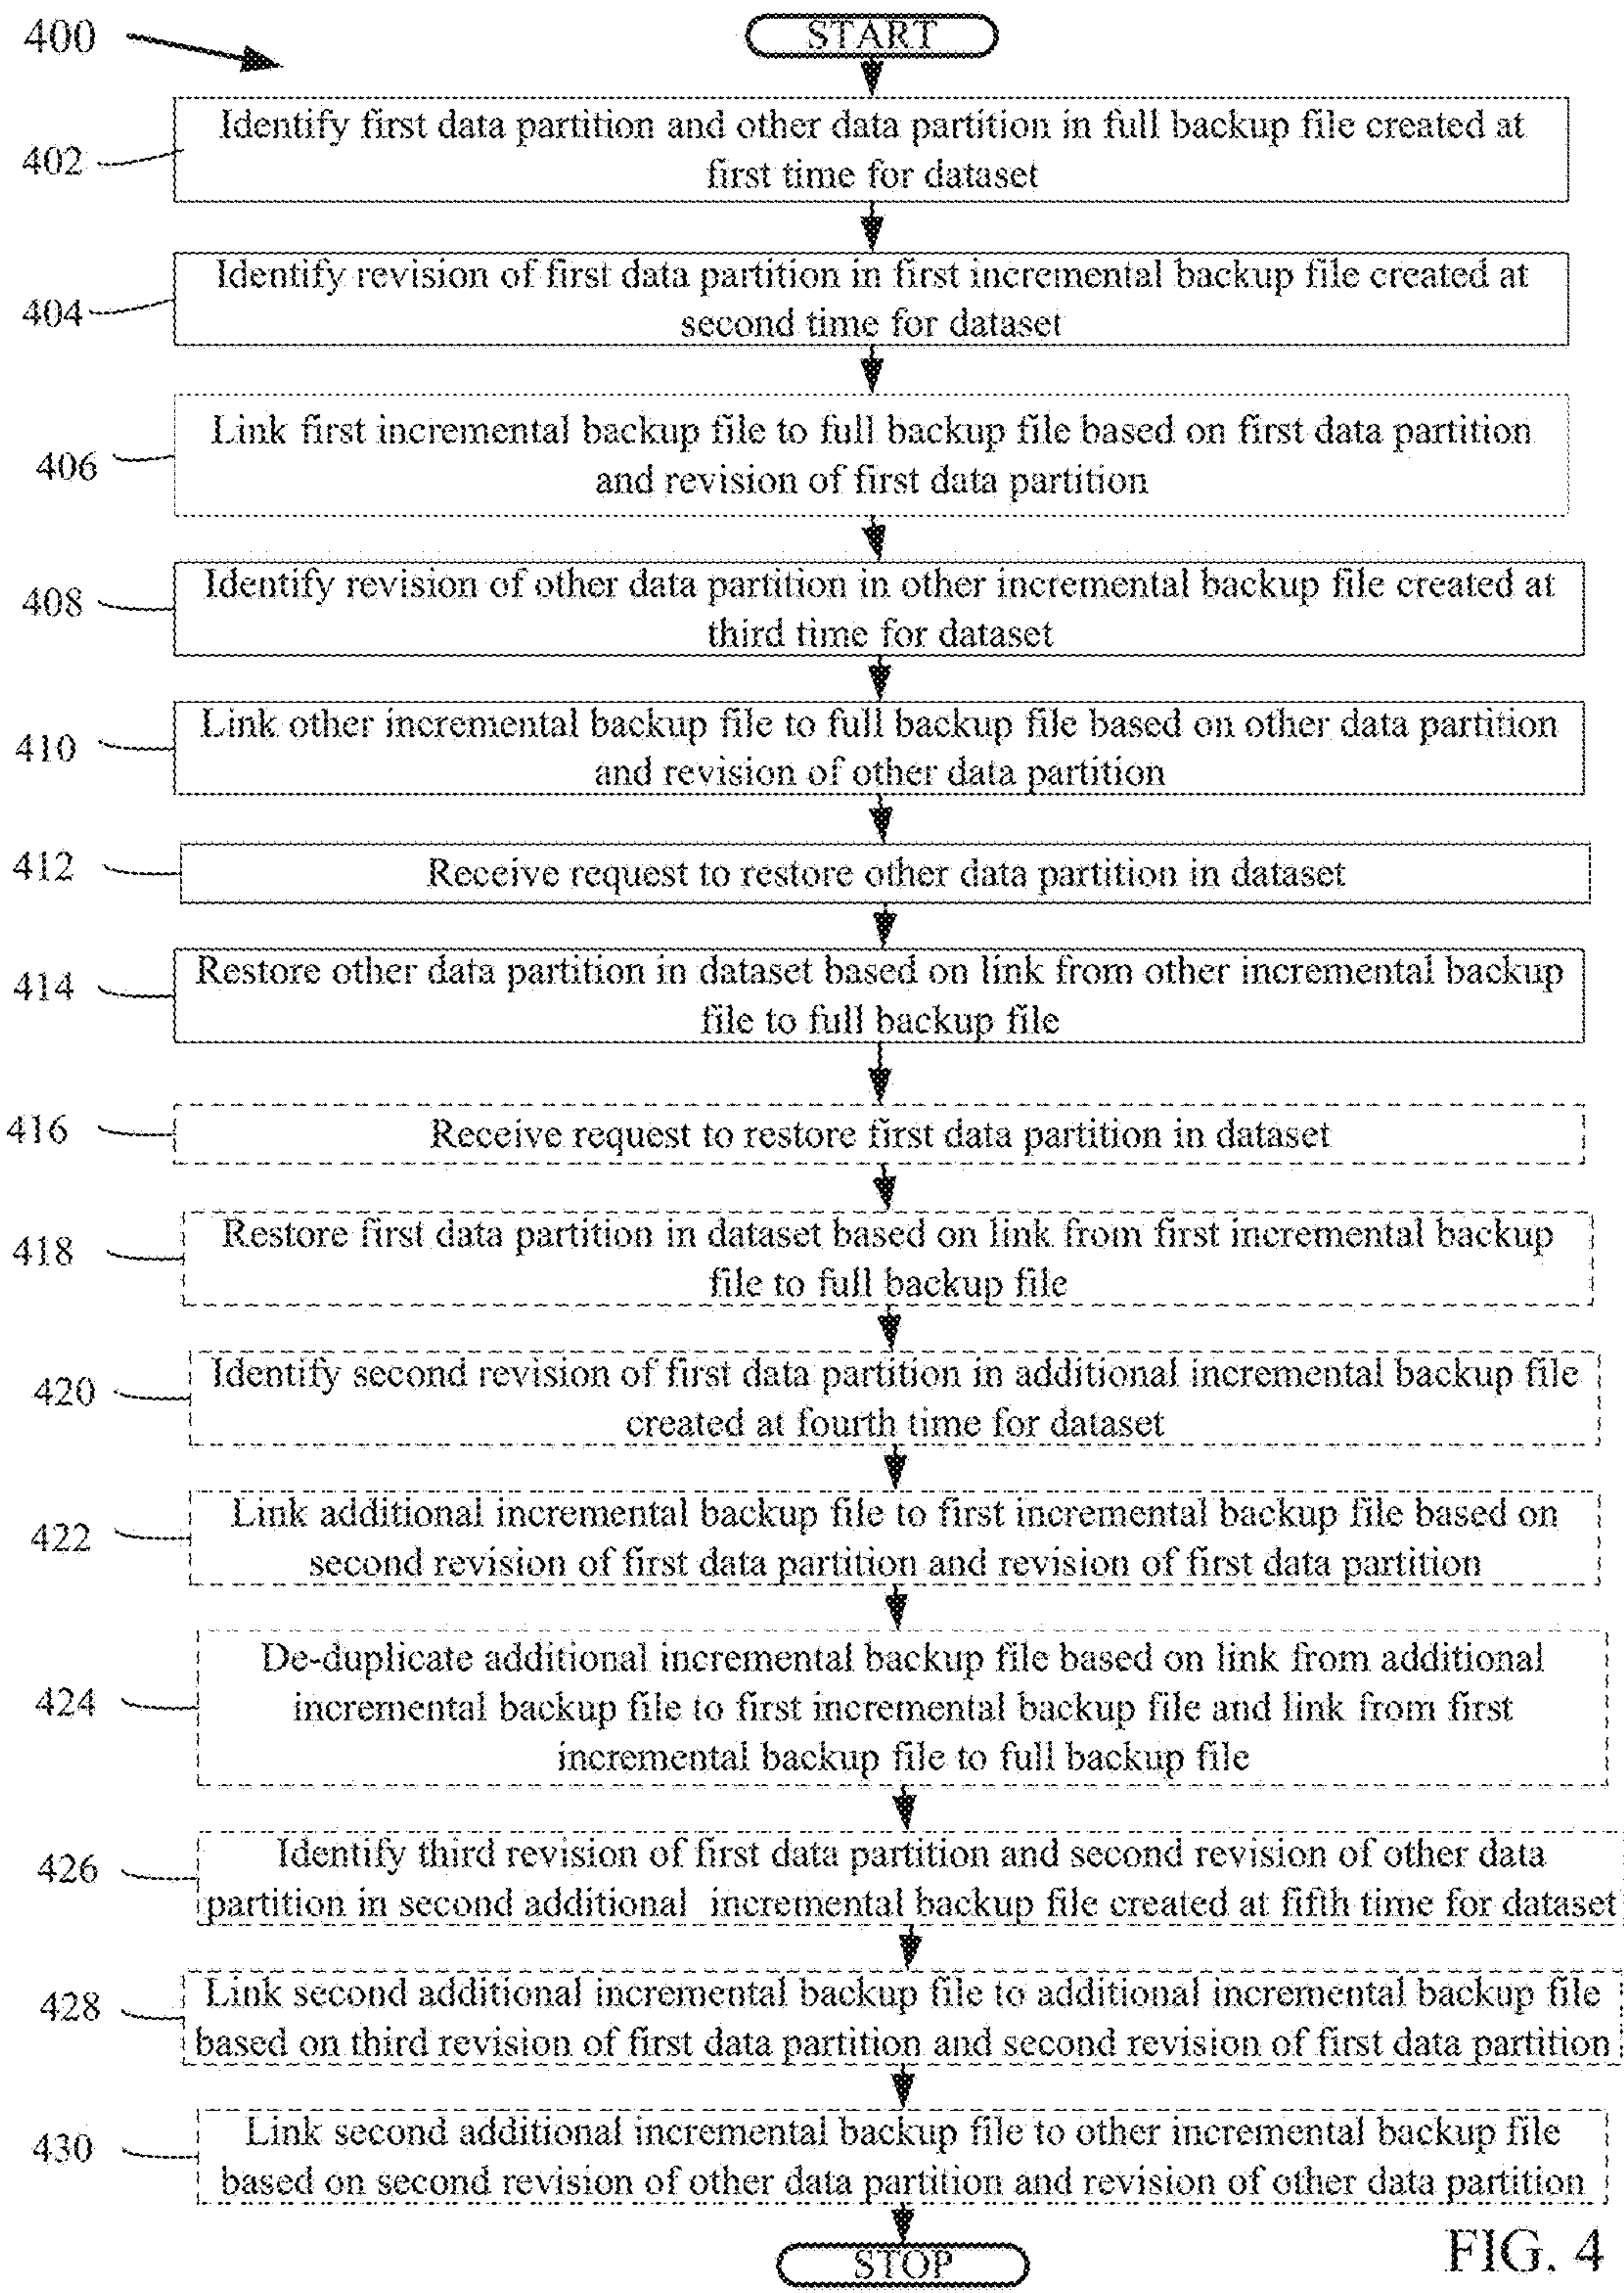 400
START
402
Identify first data partition and other data partition in full backup file created at
first time for dataset
404
Identify revision of first data partition in first incremental backup file created at
second time for dataset
406
Link first incremental backup file to full backup file based on first data partition
and revision of first data partition
408
Identify revision of other data partition in other incremental backup file created at
third time for dataset
410
Link other incremental backup file to full backup file based on other data partition
and revision of other data partition
412
Receive request to restore other data partition in dataset
414
Restore other data partition in dataset based on link from other incremental backup
file to full backup file
416
Receive request to restore first data partition in dataset
418
Restore first data partition in dataset based on link from first incremental backup
file to full backup file
420
Identify second revision of first data partition in additional incremental backup file
created at fourth time for dataset
422
Link additional incremental backup file to first incremental backup file based on
second revision of first data partition and revision of first data partition
424
De-duplicate additional incremental backup file based on link from additional
incremental backup file to first incremental backup file and link from first
incremental backup file to full backup file
426
Identify third revision of first data partition and second revision of other data
partition in second additional incremental backup file created at fifth time for dataset
428
Link second additional incremental backup file to additional incremental backup file
based on third revision of first data partition and second revision of first data partition
430
Link second additional incremental backup file to other incremental backup file
based on second revision of other data partition and revision of other data partition
STOP
FIG. 4